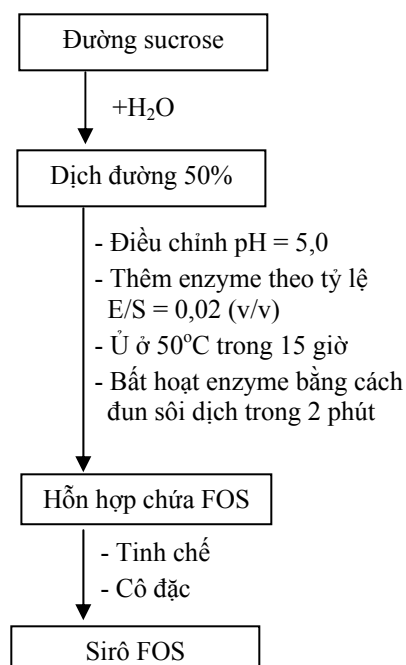 Đường sucrose
+H₂O
Dịch đường 50%
- Điều chỉnh pH = 5,0
- Thêm enzyme theo tỷ lệ
E/S = 0,02 (v/v)
- Ủ ở 50°C trong 15 giờ
- Bất hoạt enzyme bằng cách
đun sôi dịch trong 2 phút
Hỗn hợp chứa FOS
- Tinh chế
- Cô đặc
Sirô FOS